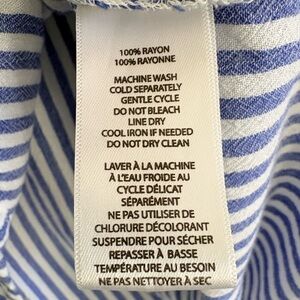 100% RAYON
100% RAYONNE
MACHINE WASH
COLD SEPARATELY
GENTLE CYCLE
DO NOT BLEACH
LINE DRY
COOL IRON IF NEEDED
DO NOT DRY CLEAN
LAVER À LA MACHINE
À L'EAU FROIDE AU
CYCLE DÉLICAT
SÉPARÉMENT
NE PAS UTILISER DE
CHLORURE DÉCOLORANT
SUSPENDRE POUR SÉCHER
REPASSER À BASSE
TEMPÉRATURE AU BESOIN
NE PAS NETTOYER À SEC